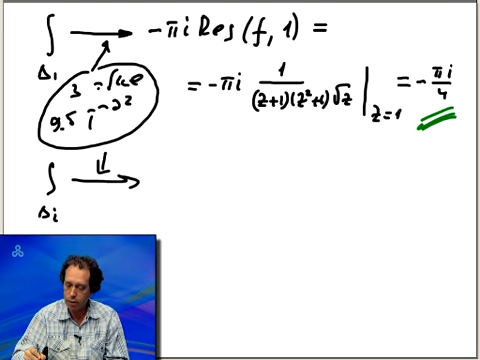 ∫ → -πi Res(f, 1) =
Δ₁
= -πi 1/((z+1)(z²+1)√z) |_{z=1} = -πi/4
∫ →
Δi